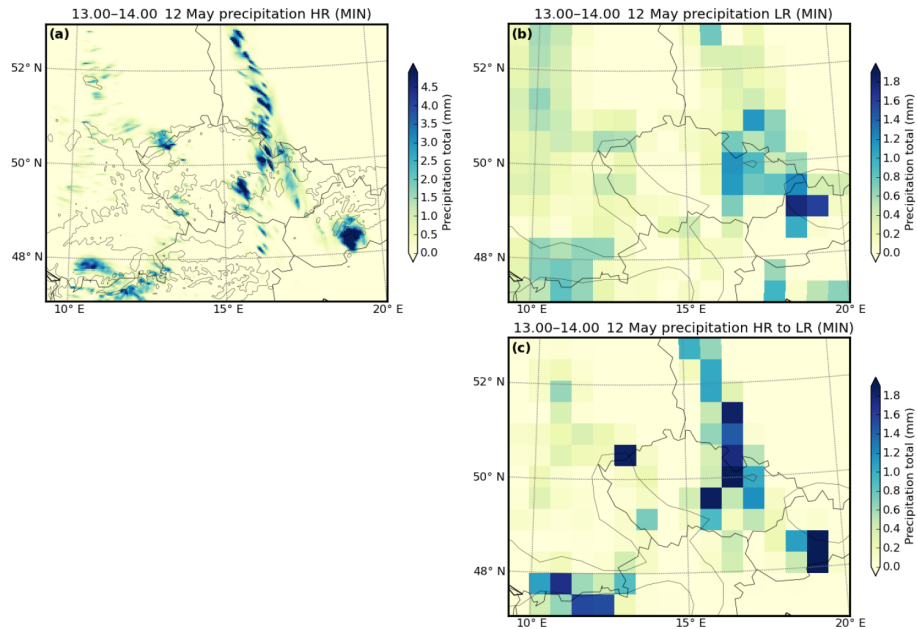 13.00–14.00 12 May precipitation HR (MIN)
(a)
52° N
50° N
48° N
10° E
15° E
20° E
4.5
4.0
3.5
3.0
2.5
2.0
1.5
1.0
0.5
0.0
Precipitation total (mm)
13.00–14.00 12 May precipitation LR (MIN)
(b)
52° N
50° N
48° N
10° E
15° E
20° E
1.8
1.6
1.4
1.2
1.0
0.8
0.6
0.4
0.2
0.0
Precipitation total (mm)
13.00–14.00 12 May precipitation HR to LR (MIN)
(c)
52° N
50° N
48° N
10° E
15° E
20° E
1.8
1.6
1.4
1.2
1.0
0.8
0.6
0.4
0.2
0.0
Precipitation total (mm)